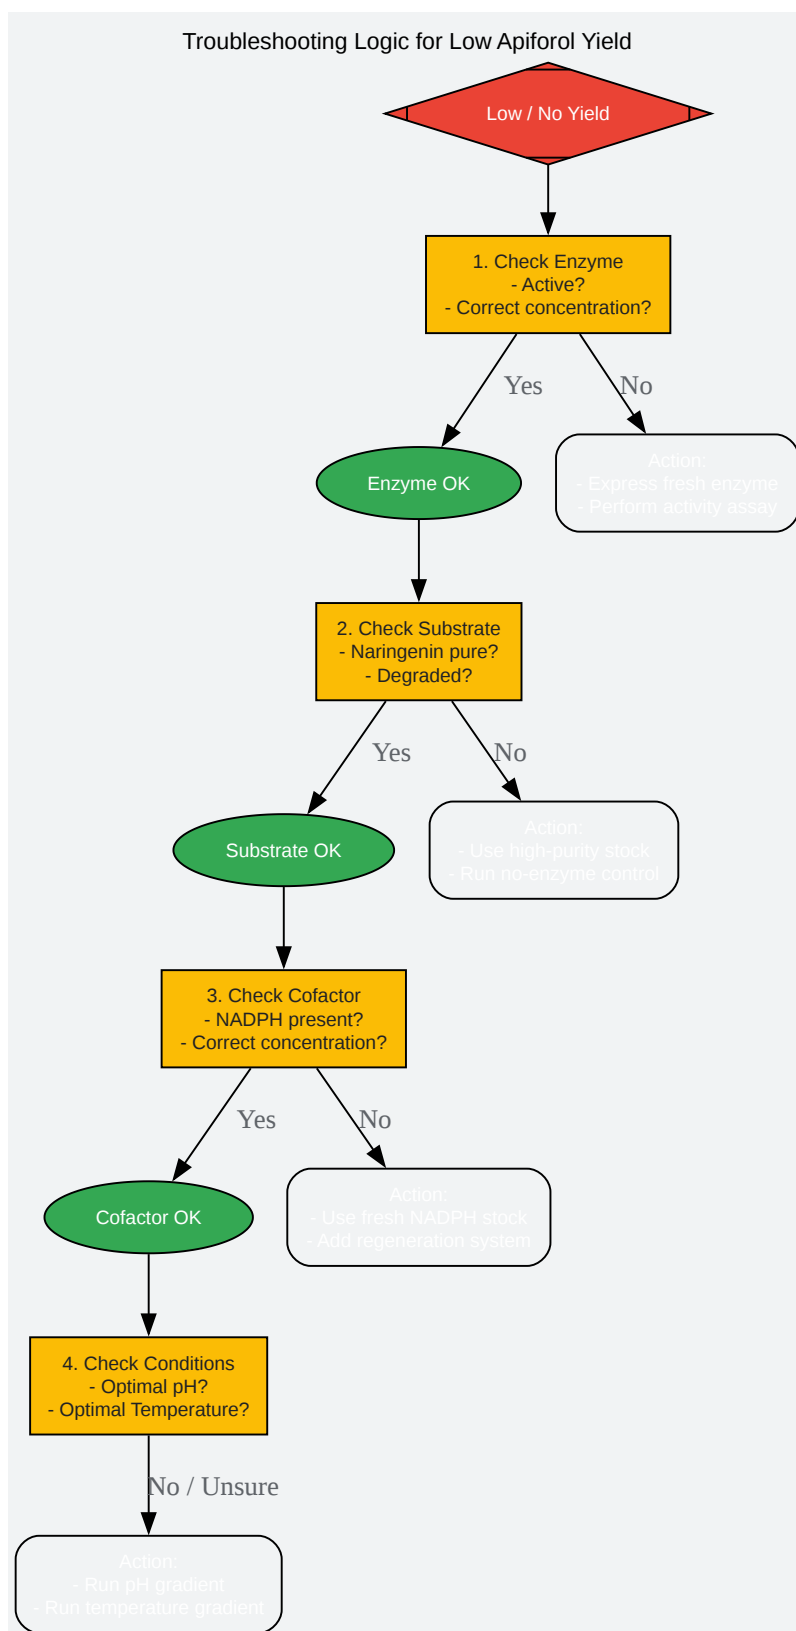 Troubleshooting Logic for Low Apiforol Yield
Low / No Yield
1. Check Enzyme
- Active?
- Correct concentration?
Yes
No
Enzyme OK
Action:
- Express fresh enzyme
- Perform activity assay
2. Check Substrate
- Naringenin pure?
- Degraded?
Yes
No
Substrate OK
Action:
- Use high-purity stock
- Run no-enzyme control
3. Check Cofactor
- NADPH present?
- Correct concentration?
Yes
No
Cofactor OK
Action:
- Use fresh NADPH stock
- Add regeneration system
4. Check Conditions
- Optimal pH?
- Optimal Temperature?
No / Unsure
Action:
- Run pH gradient
- Run temperature gradient